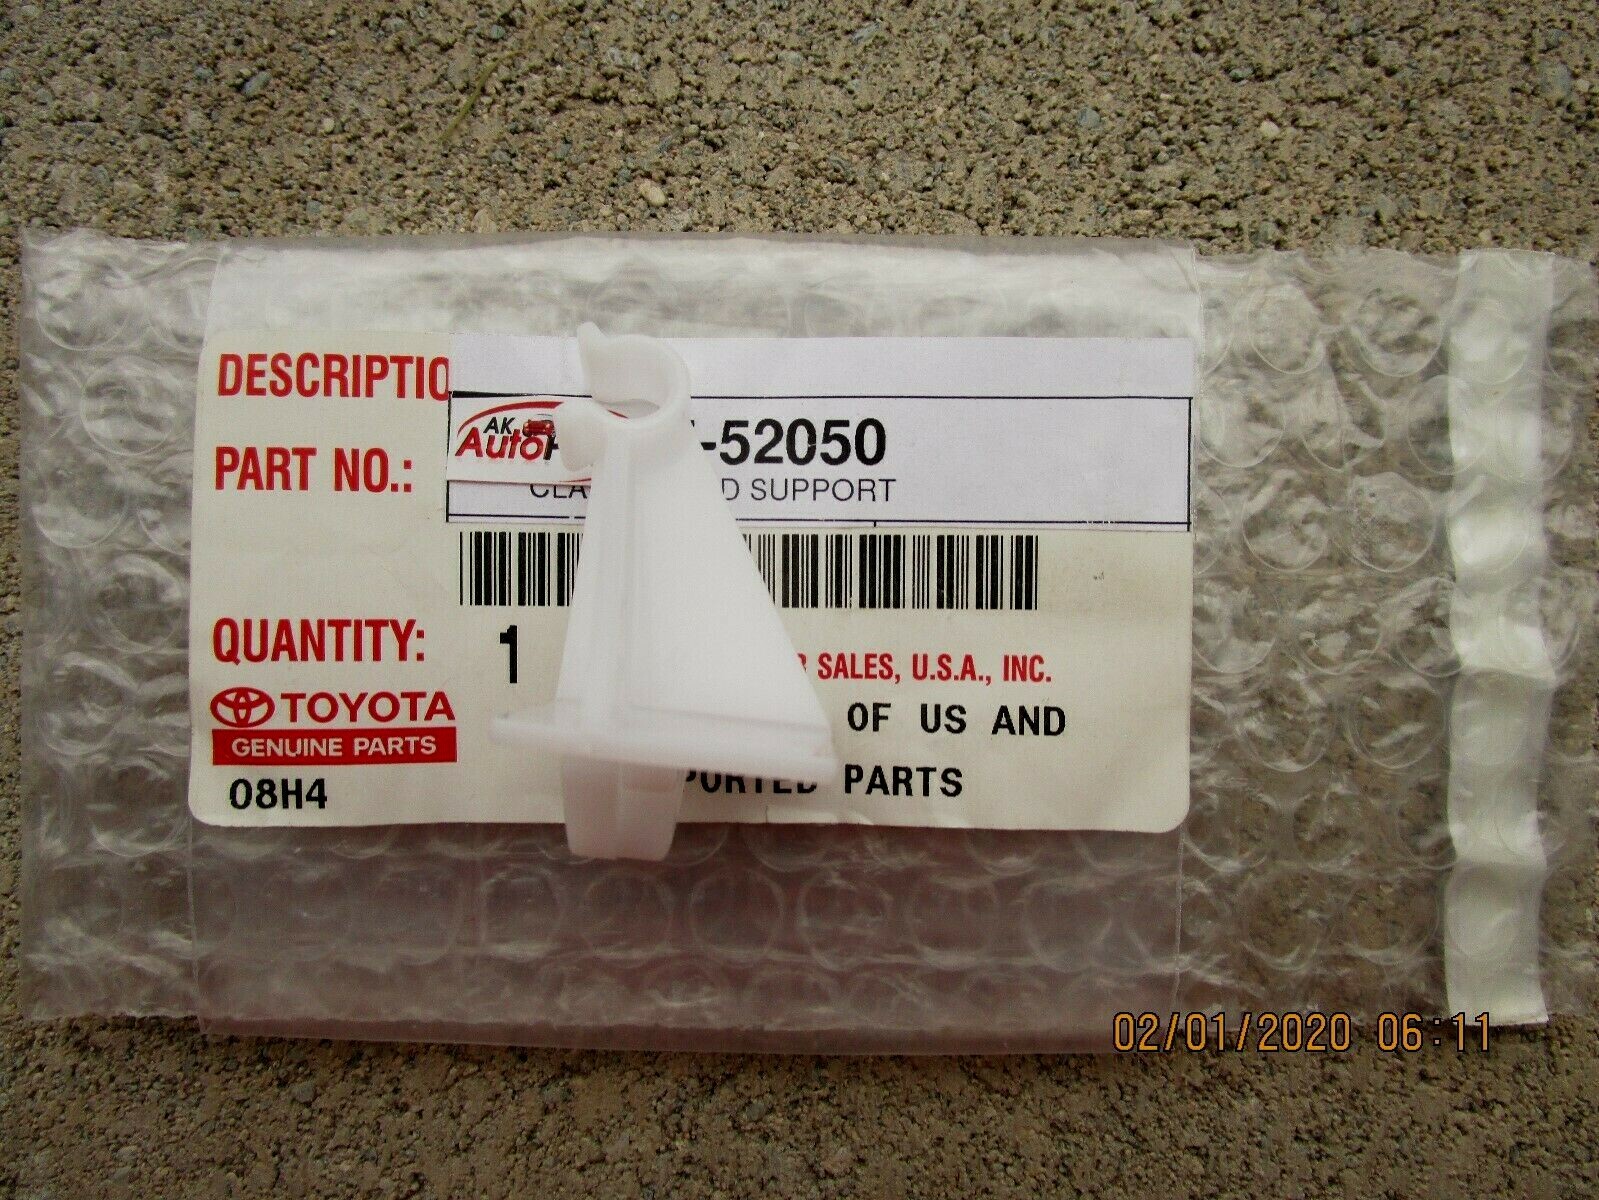 DESCRIPTIO
AK
Auto
PART NO.:
-52050
D SUPPORT
QUANTITY: 1
SALES, U.S.A., INC.
TOYOTA
OF US AND
GENUINE PARTS
PORTED PARTS
08H4
02/01/2020 06:11